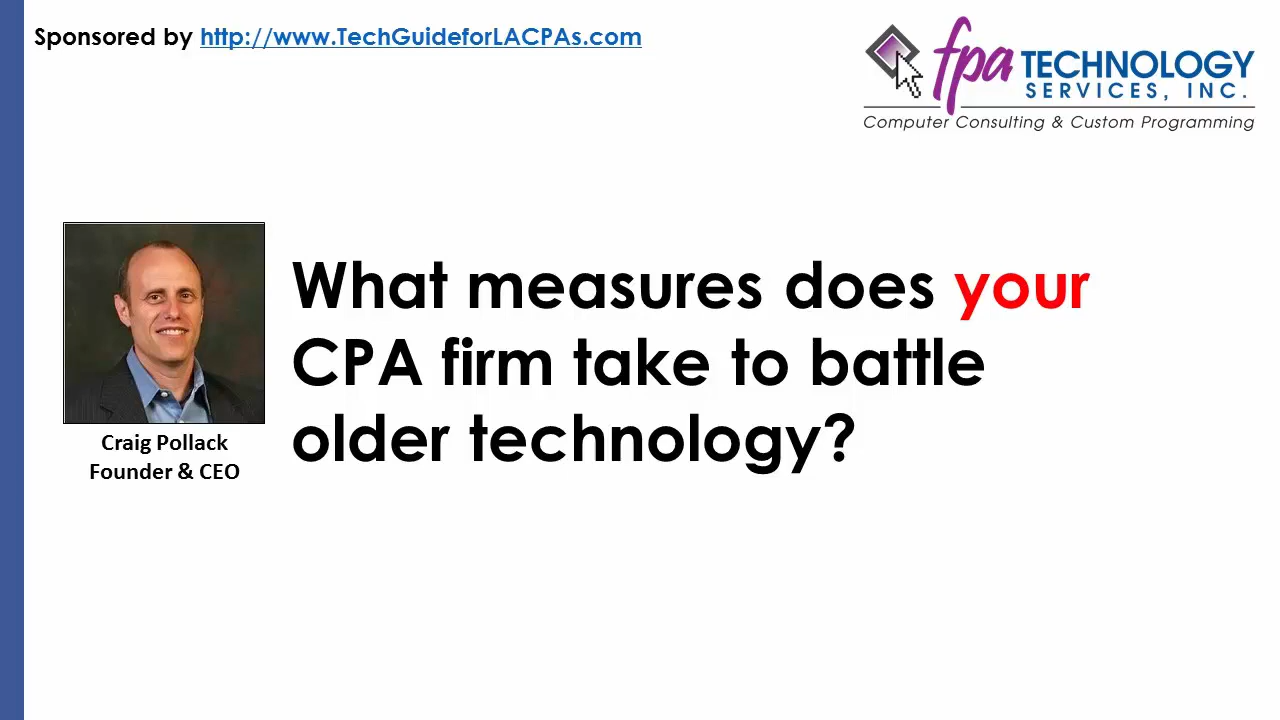 Sponsored by http://www.TechGuideforLACPAs.com
fpa TECHNOLOGY
SERVICES, INC.
Computer Consulting & Custom Programming
What measures does your
CPA firm take to battle
older technology?
Craig Pollack
Founder & CEO